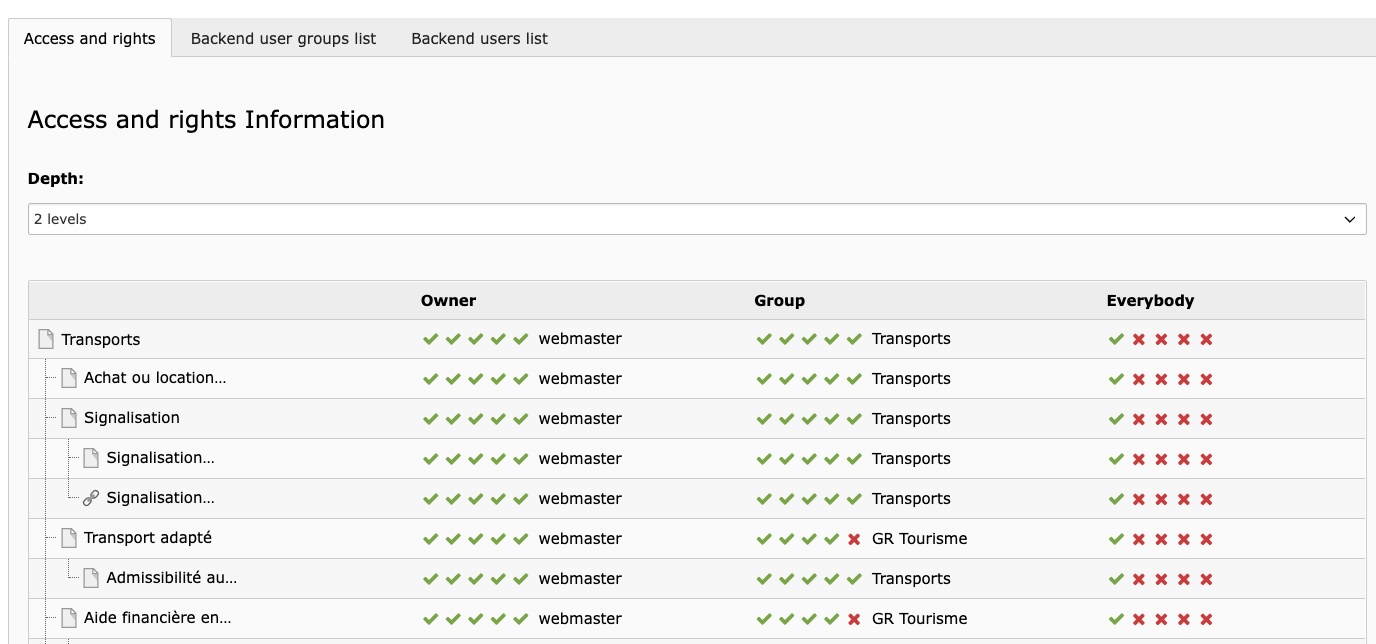 Access and rights Backend user groups list Backend users list
Access and rights Information
Depth:
2 levels
Owner Group Everybody
Transports webmaster Transports
Achat ou location... webmaster Transports
Signalisation webmaster Transports
Signalisation... webmaster Transports
Signalisation... webmaster Transports
Transport adapté webmaster GR Tourisme
Admissibilité au... webmaster Transports
Aide financière en... webmaster GR Tourisme